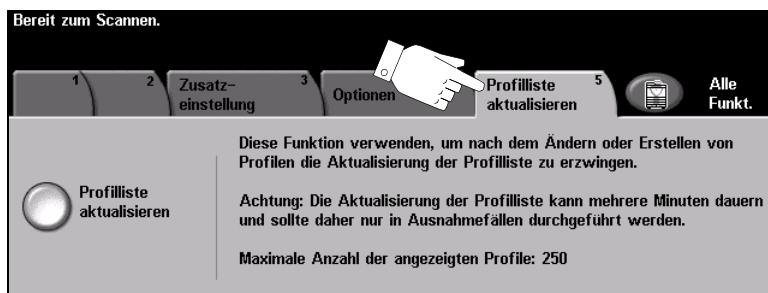 Bereit zum Scannen.
1
2
Zusatz-
einstellung
3
Optionen
Profilliste
aktualisieren
5
Alle
Funkt.
Diese Funktion verwenden, um nach dem Ändern oder Erstellen von
Profilen die Aktualisierung der Profilliste zu erzwingen.
Profilliste
aktualisieren
Achtung: Die Aktualisierung der Profilliste kann mehrere Minuten dauern
und sollte daher nur in Ausnahmefällen durchgeführt werden.
Maximale Anzahl der angezeigten Profile: 250